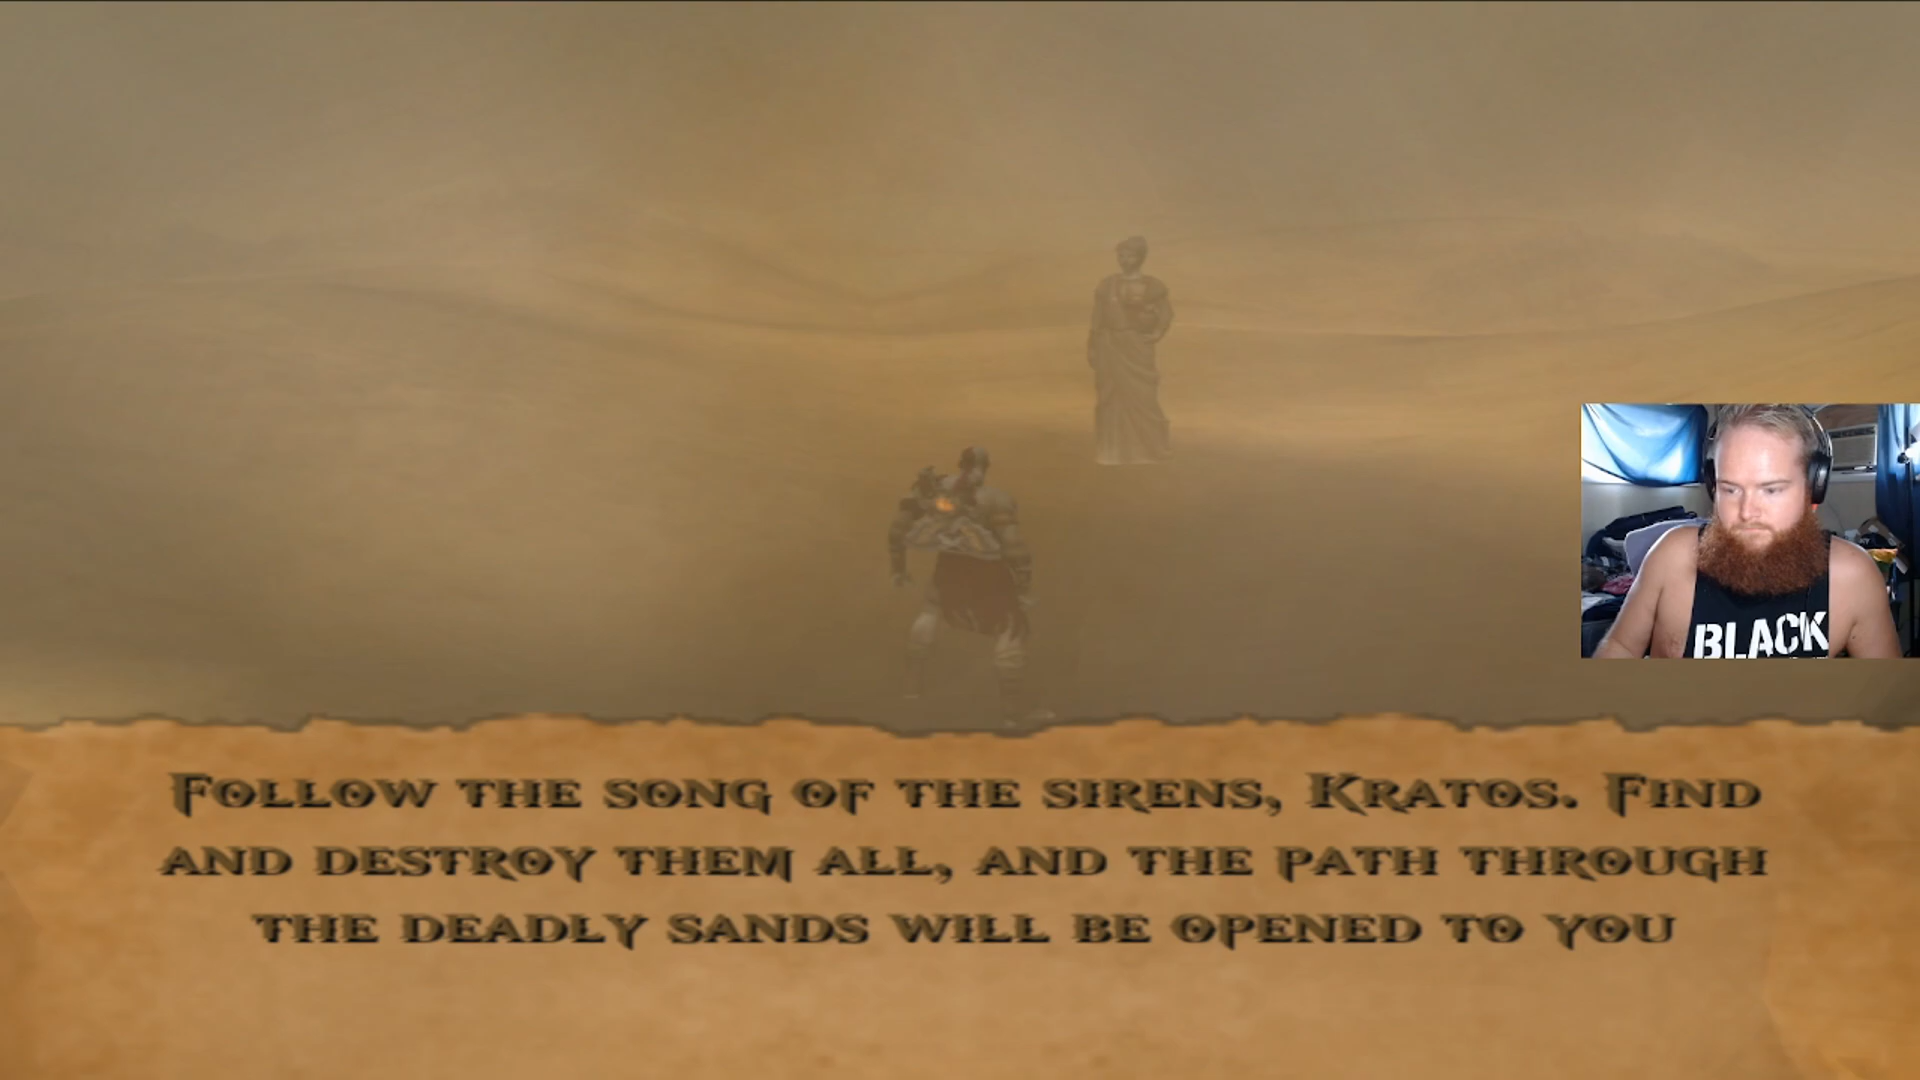 Follow the song of the sirens, Kratos. Find
and destroy them all, and the path through
the deadly sands will be opened to you
BLACK